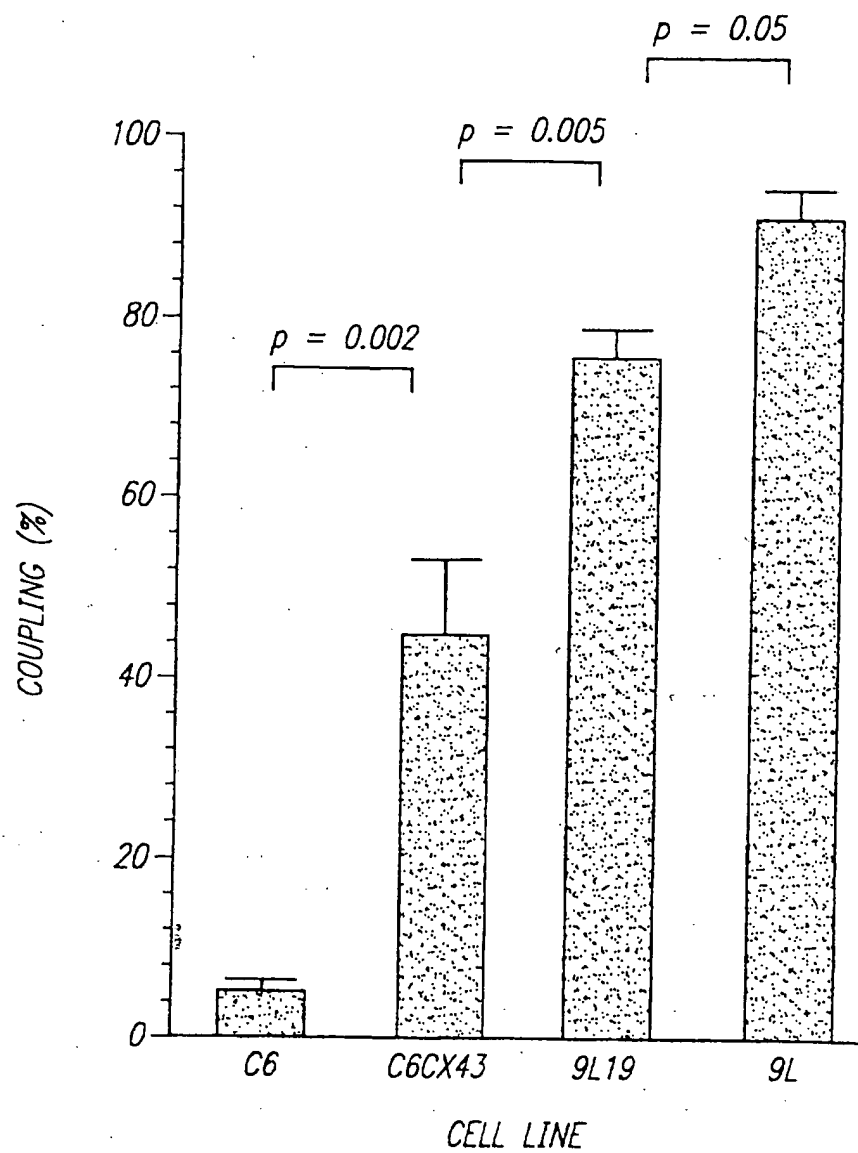 p = 0.05
p = 0.005
p = 0.002
100
80
60
40
20
0
COUPLING (%)
C6 C6CX43 9L19 9L
CELL LINE